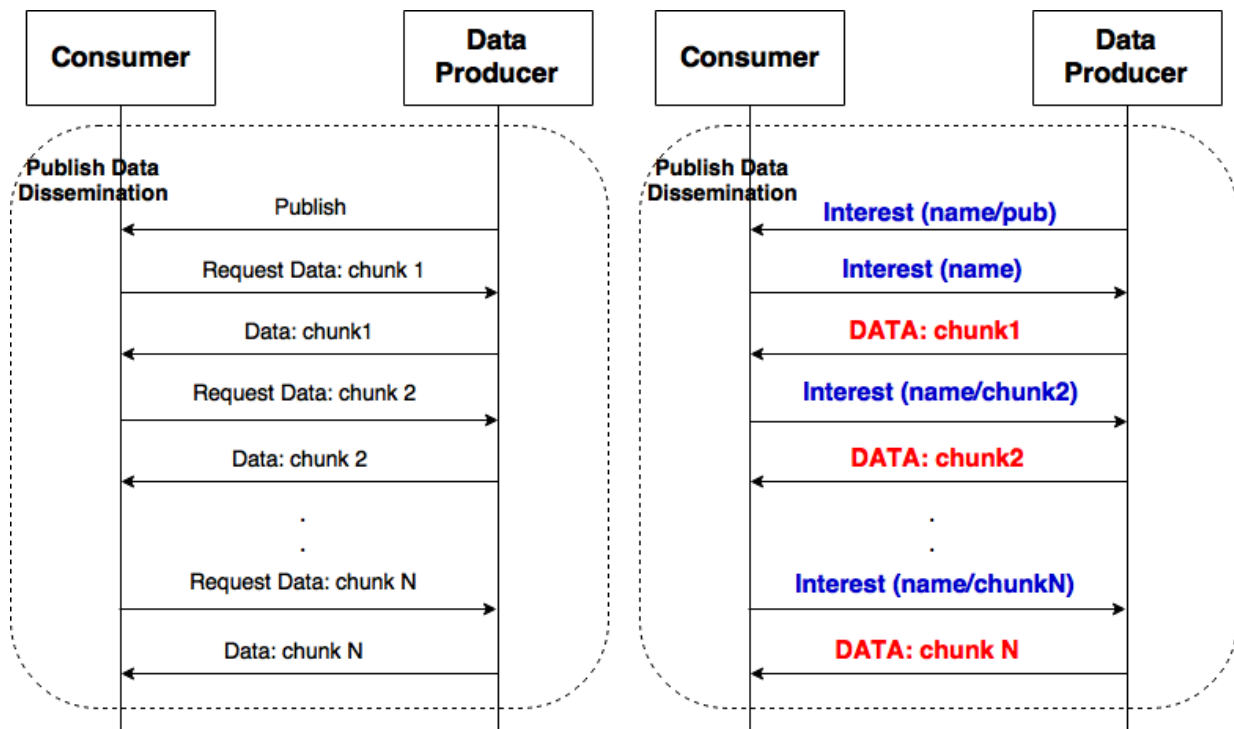 Consumer
Data
Producer
Publish Data
Dissemination
Publish
Request Data: chunk 1
Data: chunk1
Request Data: chunk 2
Data: chunk 2
.
.
Request Data: chunk N
Data: chunk N
Consumer
Data
Producer
Publish Data
Dissemination
Interest (name/pub)
Interest (name)
DATA: chunk1
Interest (name/chunk2)
DATA: chunk2
.
.
Interest (name/chunkN)
DATA: chunk N